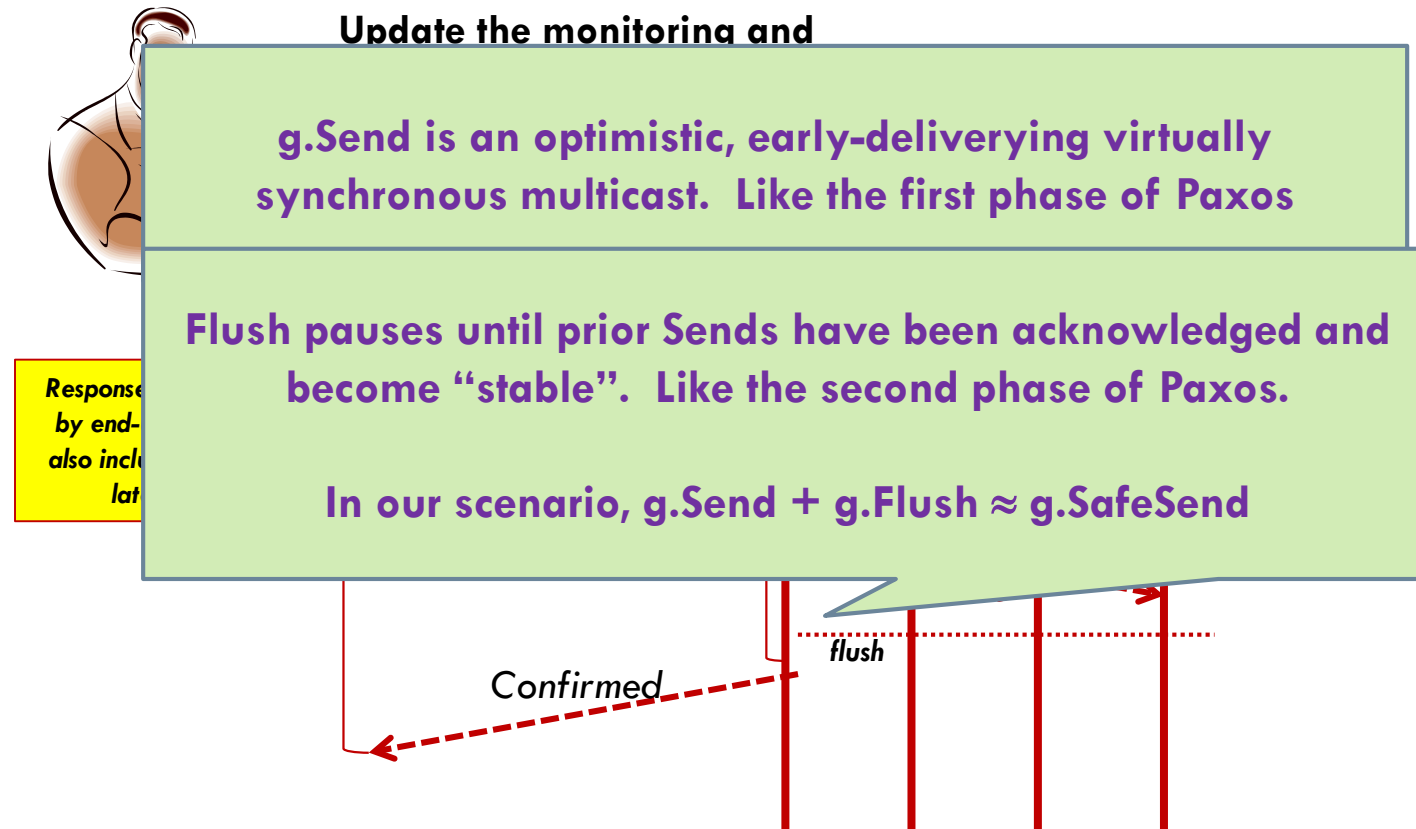 Update the monitoring and
g.Send is an optimistic, early-deliverying virtually
synchronous multicast.  Like the first phase of Paxos
Flush pauses until prior Sends have been acknowledged and
become “stable”.  Like the second phase of Paxos.
In our scenario, g.Send + g.Flush ≈ g.SafeSend
Response
by end-
also
flush
Confirmed